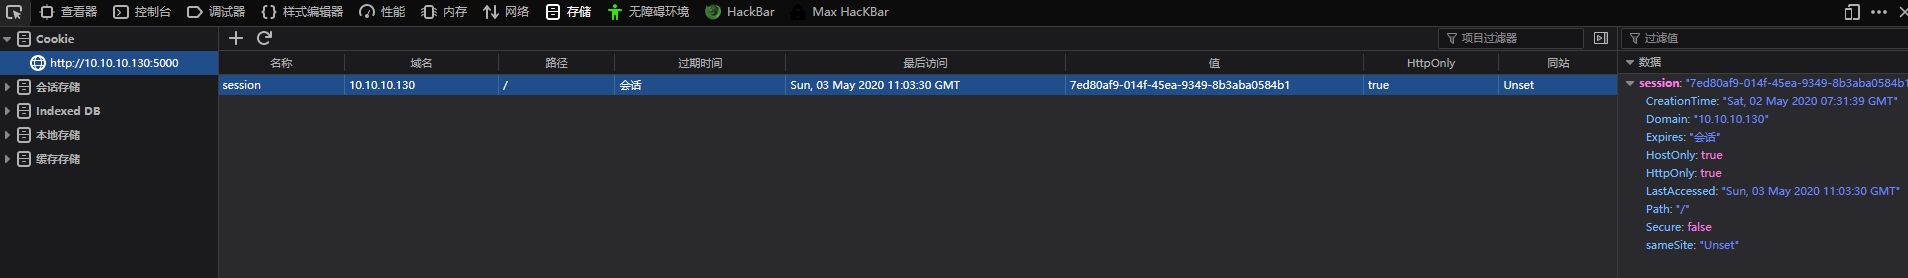 查看器 控制台 调试器 样式编辑器 性能 内存 网络 存储 无障碍环境 HackBar Max HacKBar
Cookie
http://10.10.10.130:5000
会话存储
Indexed DB
本地存储
缓存存储
项目过滤器
名称 域名 路径 过期时间 最后访问 值 HttpOnly 同站
session 10.10.10.130 / 会话 Sun, 03 May 2020 11:03:30 GMT 7ed80af9-014f-45ea-9349-8b3aba0584b1 true Unset
过滤值
数据
session: "7ed80af9-014f-45ea-9349-8b3aba0584b1
CreationTime: "Sat, 02 May 2020 07:31:39 GMT"
Domain: "10.10.10.130"
Expires: "会话"
HostOnly: true
HttpOnly: true
LastAccessed: "Sun, 03 May 2020 11:03:30 GMT"
Path: "/"
Secure: false
sameSite: "Unset"